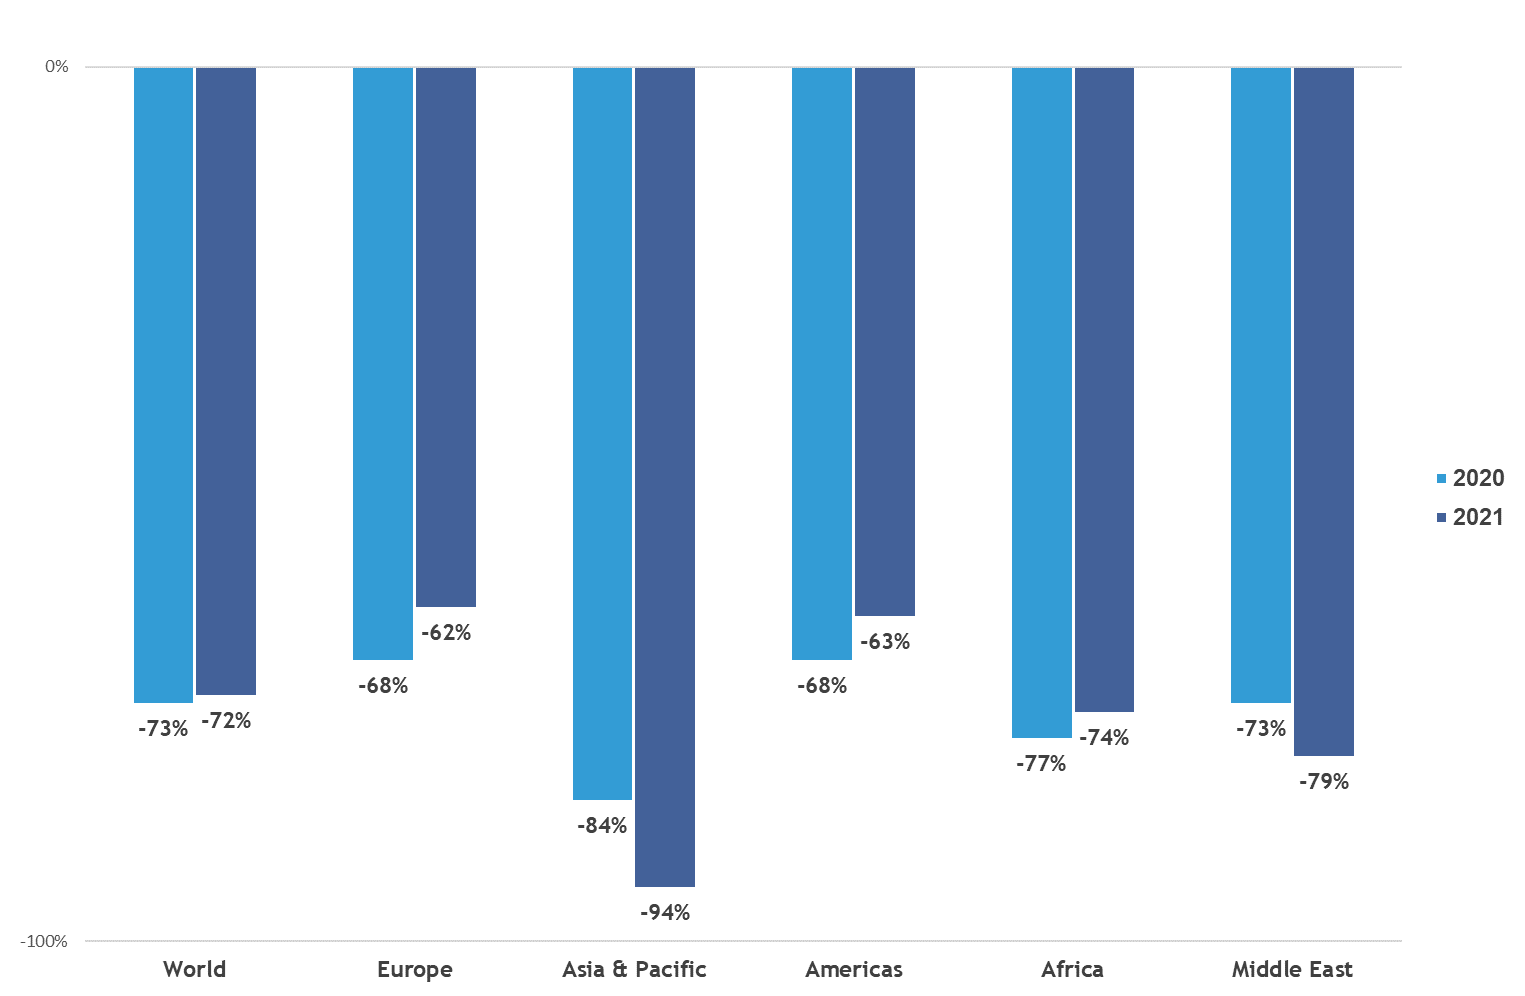 0%
-73%
-72%
-68%
-62%
-84%
-94%
-68%
-63%
-77%
-74%
-73%
-79%
2020
2021
-100%
World
Europe
Asia & Pacific
Americas
Africa
Middle East